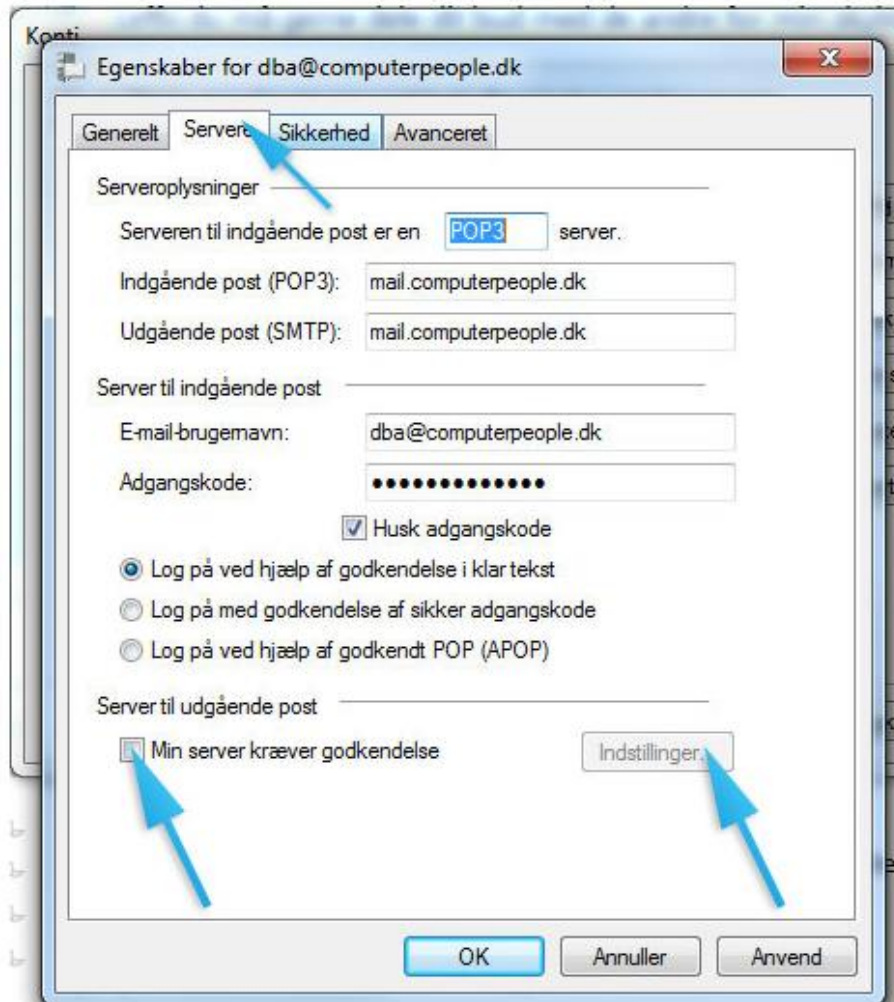 Konti
Egenskaber for dba@computerpeople.dk
Generelt Servere Sikkerhed Avanceret
Serveroplysninger
Serveren til indgående post er en POP3 server.
Indgående post (POP3): mail.computerpeople.dk
Udgående post (SMTP): mail.computerpeople.dk
Server til indgående post
E-mail-brugernavn: dba@computerpeople.dk
Adgangskode: •••••••••••••
Husk adgangskode
Log på ved hjælp af godkendelse i klar tekst
Log på med godkendelse af sikker adgangskode
Log på ved hjælp af godkendt POP (APOP)
Server til udgående post
Min server kræver godkendelse Indstillinger...
OK Annuller Anvend